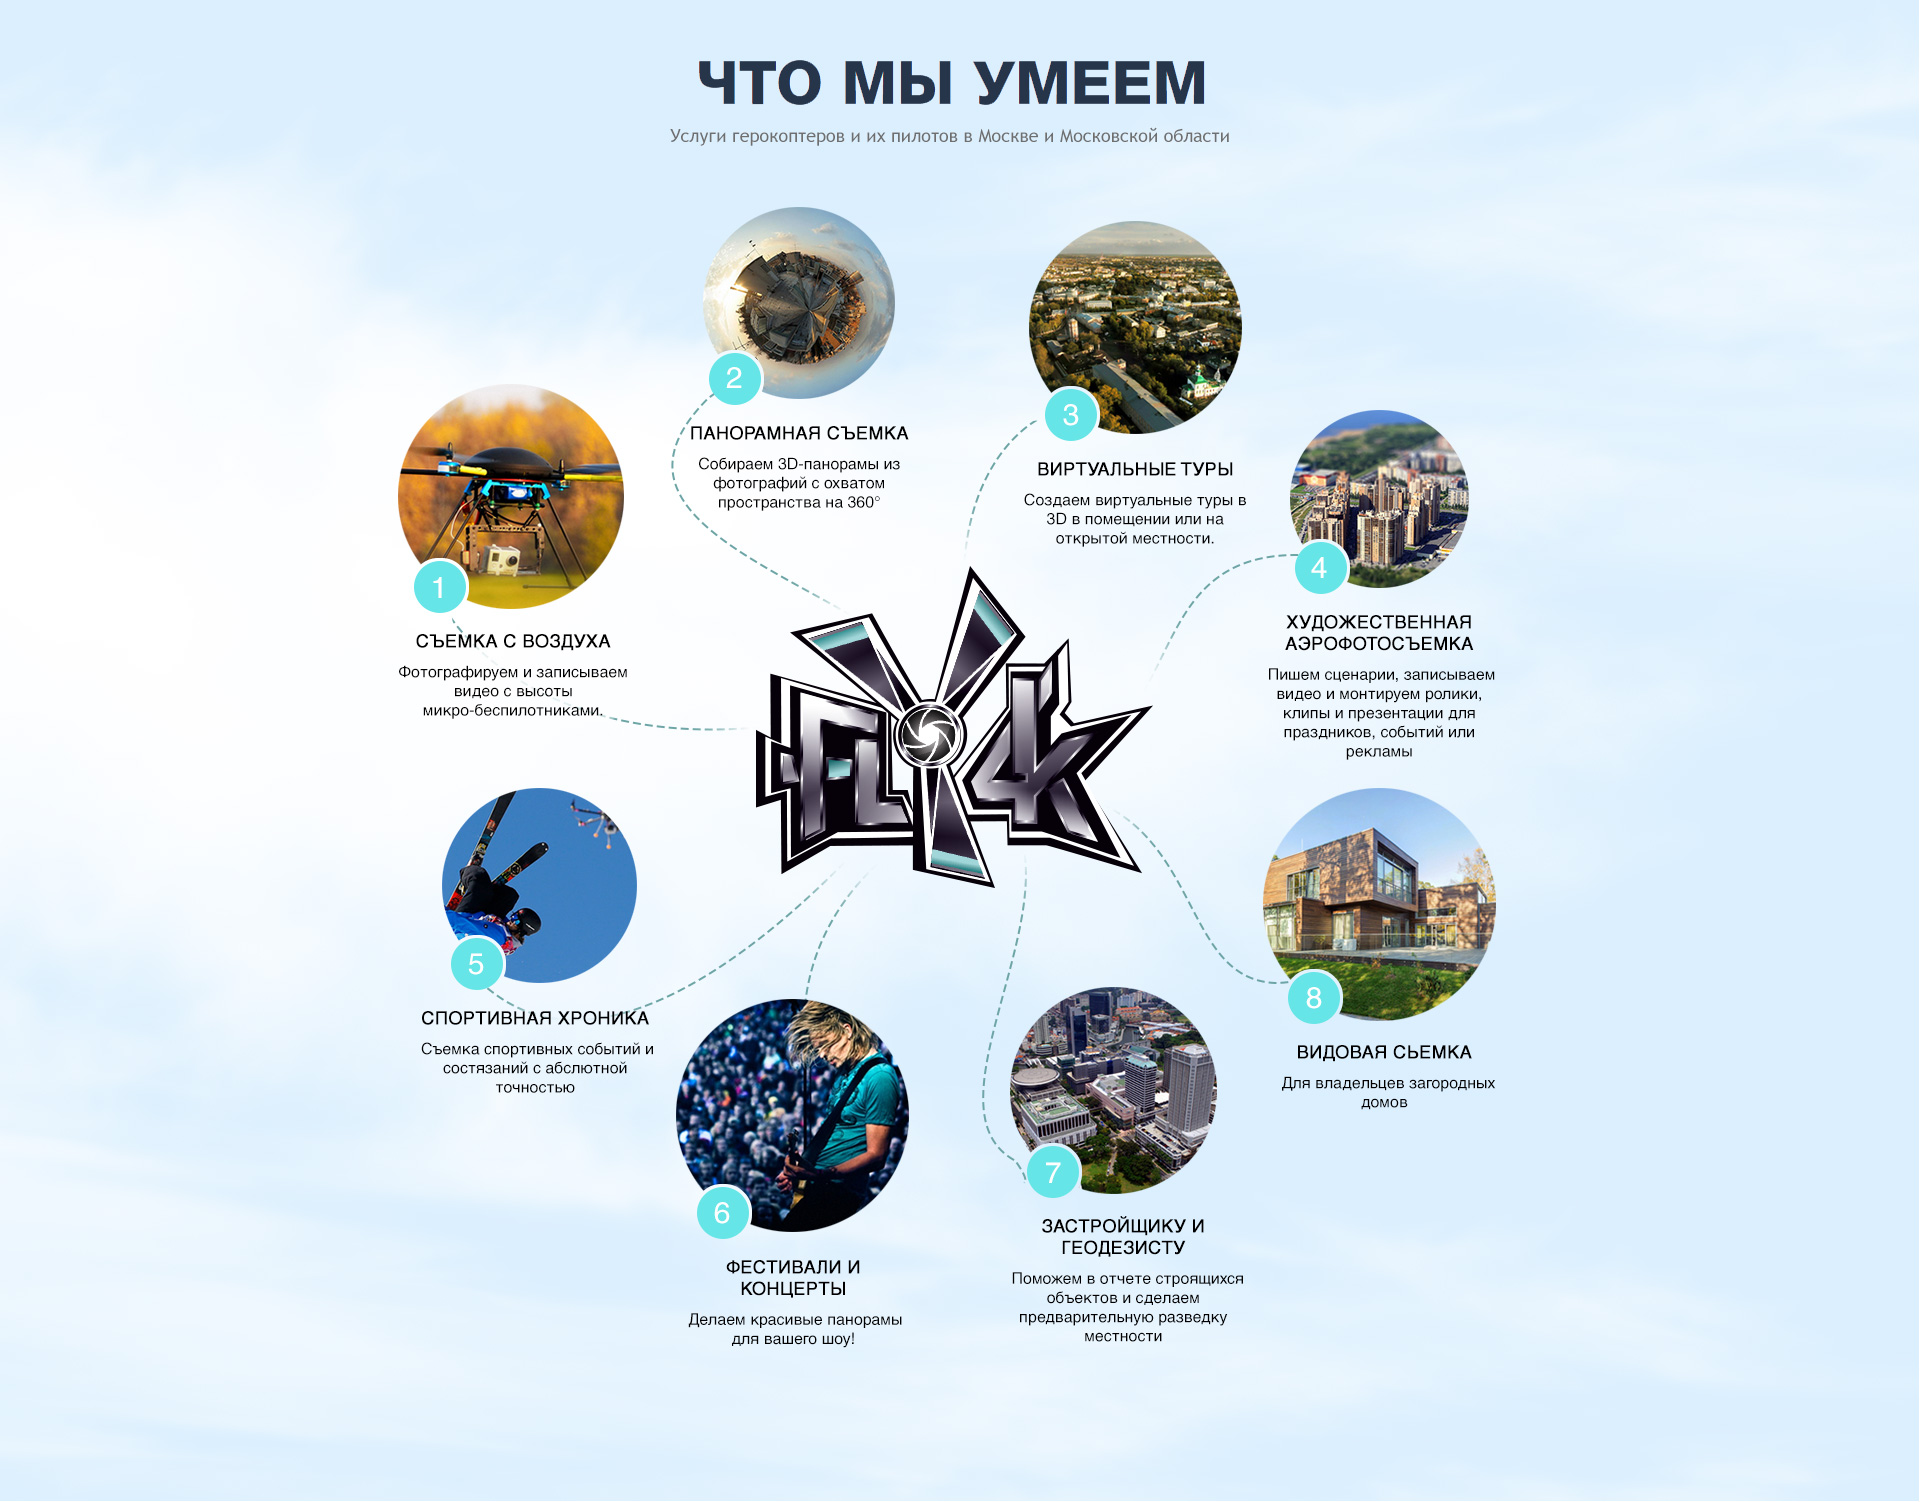 ЧТО МЫ УМЕЕМ
Услуги герокоптеров и их пилотов в Москве и Московской области
1
СЪЕМКА С ВОЗДУХА
Фотографируем и записываем
видео с высоты
микро-беспилотниками.
2
ПАНОРАМНАЯ СЪЕМКА
Собираем 3D-панорамы из
фотографий с охватом
пространства на 360°
3
ВИРТУАЛЬНЫЕ ТУРЫ
Создаем виртуальные туры в
3D в помещении или на
открытой местности.
4
ХУДОЖЕСТВЕННАЯ
АЭРОФОТОСЪЕМКА
Пишем сценарии, записываем
видео и монтируем ролики,
клипы и презентации для
праздников, событий или
рекламы
FLY4K
5
СПОРТИВНАЯ ХРОНИКА
Съемка спортивных событий и
состязаний с абслютной
точностью
6
ФЕСТИВАЛИ И
КОНЦЕРТЫ
Делаем красивые панорамы
для вашего шоу!
7
ЗАСТРОЙЩИКУ И
ГЕОДЕЗИСТУ
Поможем в отчете строящихся
объектов и сделаем
предварительную разведку
местности
8
ВИДОВАЯ СЬЕМКА
Для владельцев загородных
домов